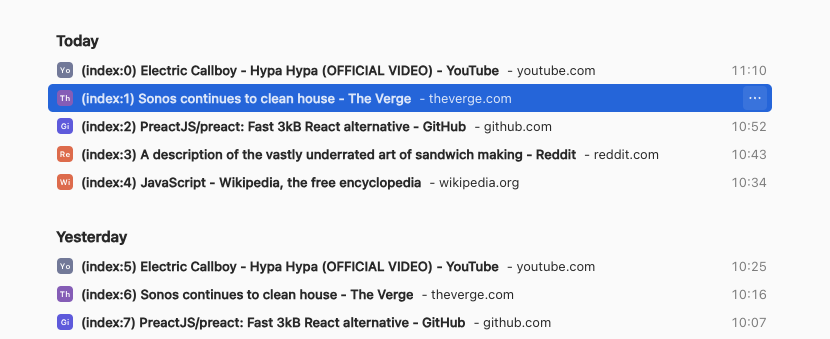 Today
Yo (index:0) Electric Callboy - Hypa Hypa (OFFICIAL VIDEO) - YouTube - youtube.com 11:10
Th (index:1) Sonos continues to clean house - The Verge - theverge.com ...
Gi (index:2) PreactJS/preact: Fast 3kB React alternative - GitHub - github.com 10:52
Re (index:3) A description of the vastly underrated art of sandwich making - Reddit - reddit.com 10:43
Wi (index:4) JavaScript - Wikipedia, the free encyclopedia - wikipedia.org 10:34
Yesterday
Yo (index:5) Electric Callboy - Hypa Hypa (OFFICIAL VIDEO) - YouTube - youtube.com 10:25
Th (index:6) Sonos continues to clean house - The Verge - theverge.com 10:16
Gi (index:7) PreactJS/preact: Fast 3kB React alternative - GitHub - github.com 10:07